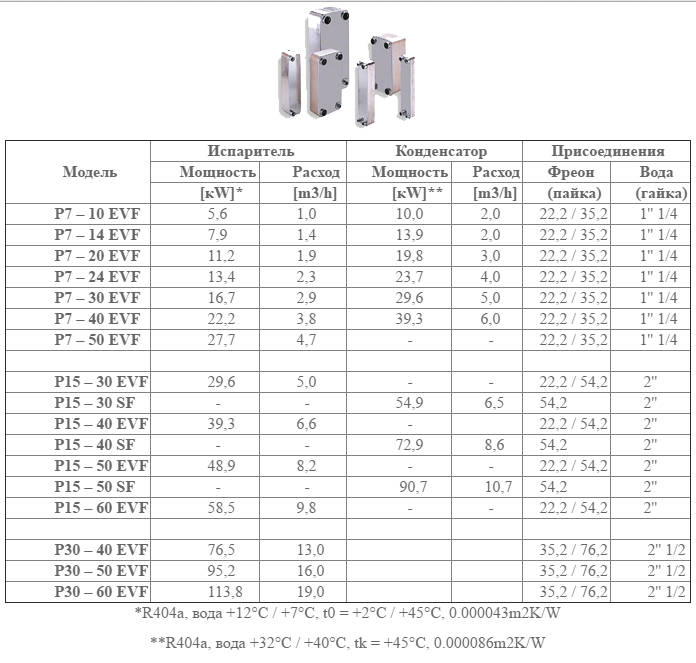 Модель Испаритель Конденсатор Присоединения
Мощность Расход Мощность Расход Фреон Вода
[кW]* [m3/h] [кW]** [m3/h] (пайка) (гайка)
P7 – 10 EVF 5,6 1,0 10,0 2,0 22,2 / 35,2 1" 1/4
P7 – 14 EVF 7,9 1,4 13,9 2,0 22,2 / 35,2 1" 1/4
P7 – 20 EVF 11,2 1,9 19,8 3,0 22,2 / 35,2 1" 1/4
P7 – 24 EVF 13,4 2,3 23,7 4,0 22,2 / 35,2 1" 1/4
P7 – 30 EVF 16,7 2,9 29,6 5,0 22,2 / 35,2 1" 1/4
P7 – 40 EVF 22,2 3,8 39,3 6,0 22,2 / 35,2 1" 1/4
P7 – 50 EVF 27,7 4,7 - - 22,2 / 35,2 1" 1/4
P15 – 30 EVF 29,6 5,0 - - 22,2 / 54,2 2"
P15 – 30 SF - - 54,9 6,5 54,2 2"
P15 – 40 EVF 39,3 6,6 - - 22,2 / 54,2 2"
P15 – 40 SF - - 72,9 8,6 54,2 2"
P15 – 50 EVF 48,9 8,2 - - 22,2 / 54,2 2"
P15 – 50 SF - - 90,7 10,7 54,2 2"
P15 – 60 EVF 58,5 9,8 - - 22,2 / 54,2 2"
P30 – 40 EVF 76,5 13,0 35,2 / 76,2 2" 1/2
P30 – 50 EVF 95,2 16,0 35,2 / 76,2 2" 1/2
P30 – 60 EVF 113,8 19,0 35,2 / 76,2 2" 1/2
*R404a, вода +12°C / +7°C, t0 = +2°C / +45°C, 0.000043m2K/W
**R404a, вода +32°C / +40°C, tk = +45°C, 0.000086m2K/W